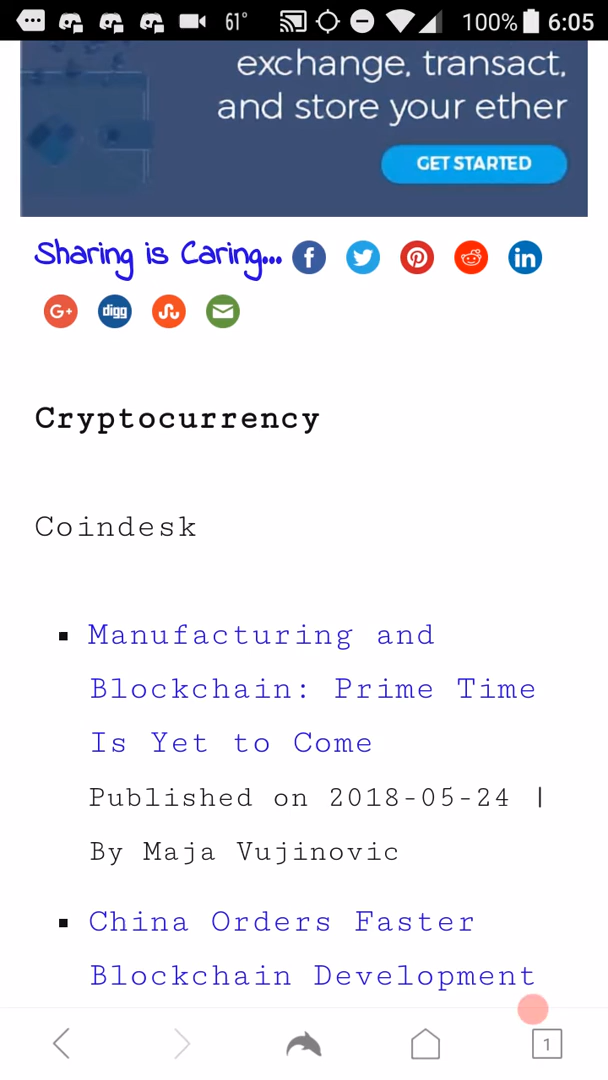 61° 100% 6:05
exchange, transact,
and store your ether
GET STARTED
Sharing is Caring...
G+ digg
Cryptocurrency
Coindesk
Manufacturing and
Blockchain: Prime Time
Is Yet to Come
Published on 2018-05-24 |
By Maja Vujinovic
China Orders Faster
Blockchain Development
1